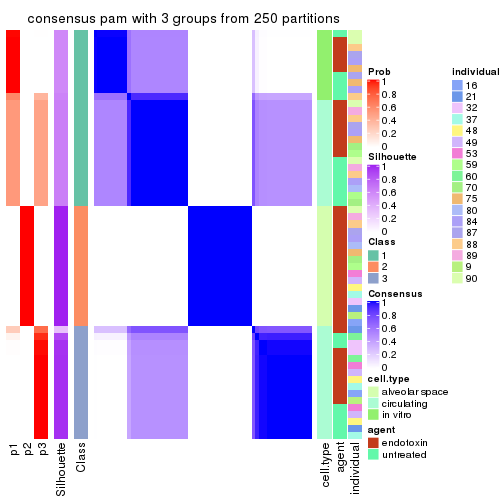 consensus pam with 3 groups from 250 partitions
Prob
1
0.8
0.6
0.4
0.2
0
Silhouette
1
0.8
0.6
0.4
0.2
0
Class
1
2
3
Consensus
1
0.8
0.6
0.4
0.2
0
cell.type
alveolar space
circulating
in vitro
agent
endotoxin
untreated
Individual
16
21
32
37
48
49
53
59
60
70
75
80
84
87
88
89
9
90
p1
p2
p3
Silhouette
Class
cell.type
agent
individual